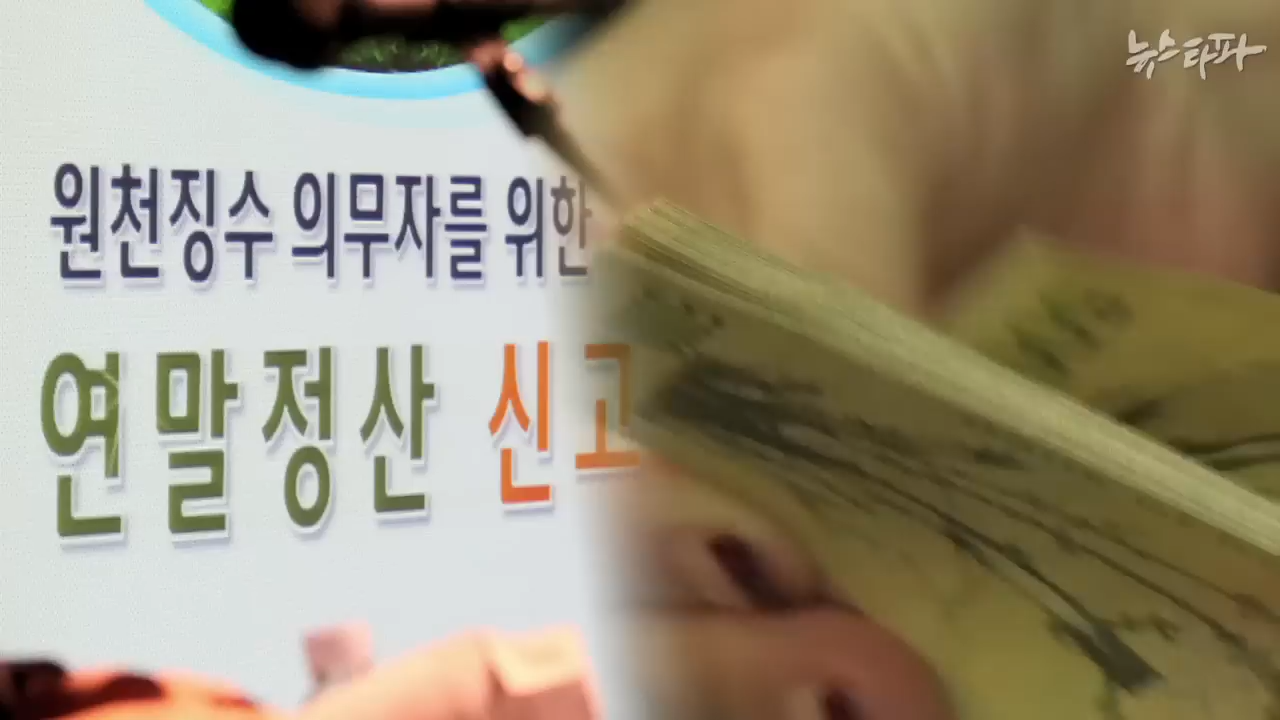 뉴스타파
원천징수 의무자를 위한
연말정산 신고